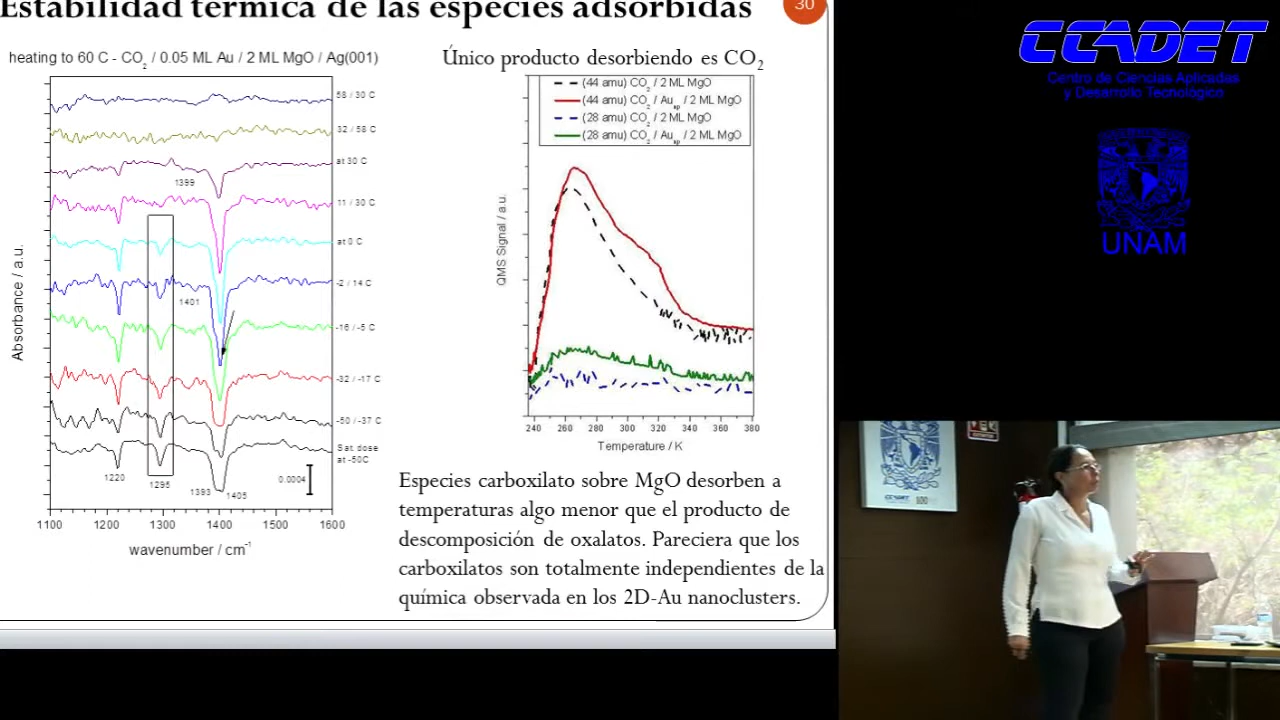 Estabilidad térmica de las especies adsorbidas
30
heating to 60 C - CO2 / 0.05 ML Au / 2 ML MgO / Ag(001)
58 / 30 C
32 / 58 C
at 30 C
1399
11 / 30 C
at 0 C
-2 / 14 C
1401
-16 / -5 C
-32 / -17 C
-50 / -37 C
Sat. dose
at -50C
1220
1295
1393
1405
0.0004
Absorbance / a.u.
1100 1200 1300 1400 1500 1600
wavenumber / cm-1
Único producto desorbiendo es CO2
(44 amu) CO2 / 2 ML MgO
(44 amu) CO2 / Auap / 2 ML MgO
(28 amu) CO2 / 2 ML MgO
(28 amu) CO2 / Auap / 2 ML MgO
QMS Signal / a.u.
240 260 280 300 320 340 360 380
Temperature / K
Especies carboxilato sobre MgO desorben a
temperaturas algo menor que el producto de
descomposición de oxalatos. Pareciera que los
carboxilatos son totalmente independientes de la
química observada en los 2D-Au nanoclusters.
CCADET
Centro de Ciencias Aplicadas
y Desarrollo Tecnológico
UNAM
CCADET